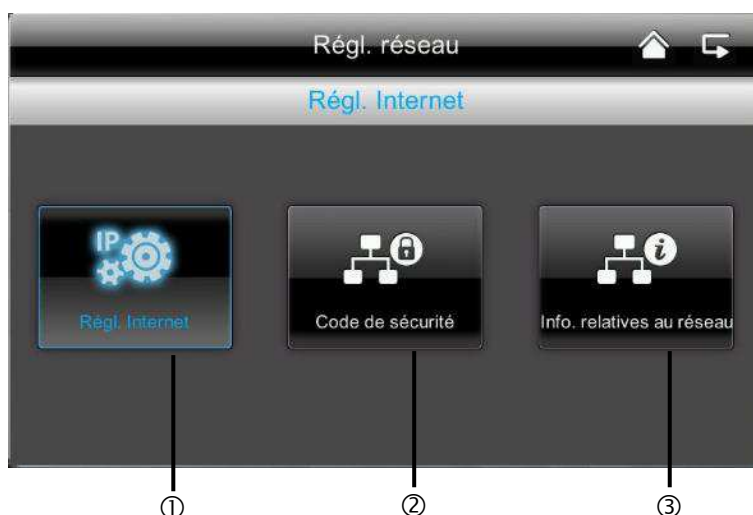 Régl. réseau
Régl. Internet
IP
Régl. Internet
Code de sécurité
i
Info. relatives au réseau
① ② ③